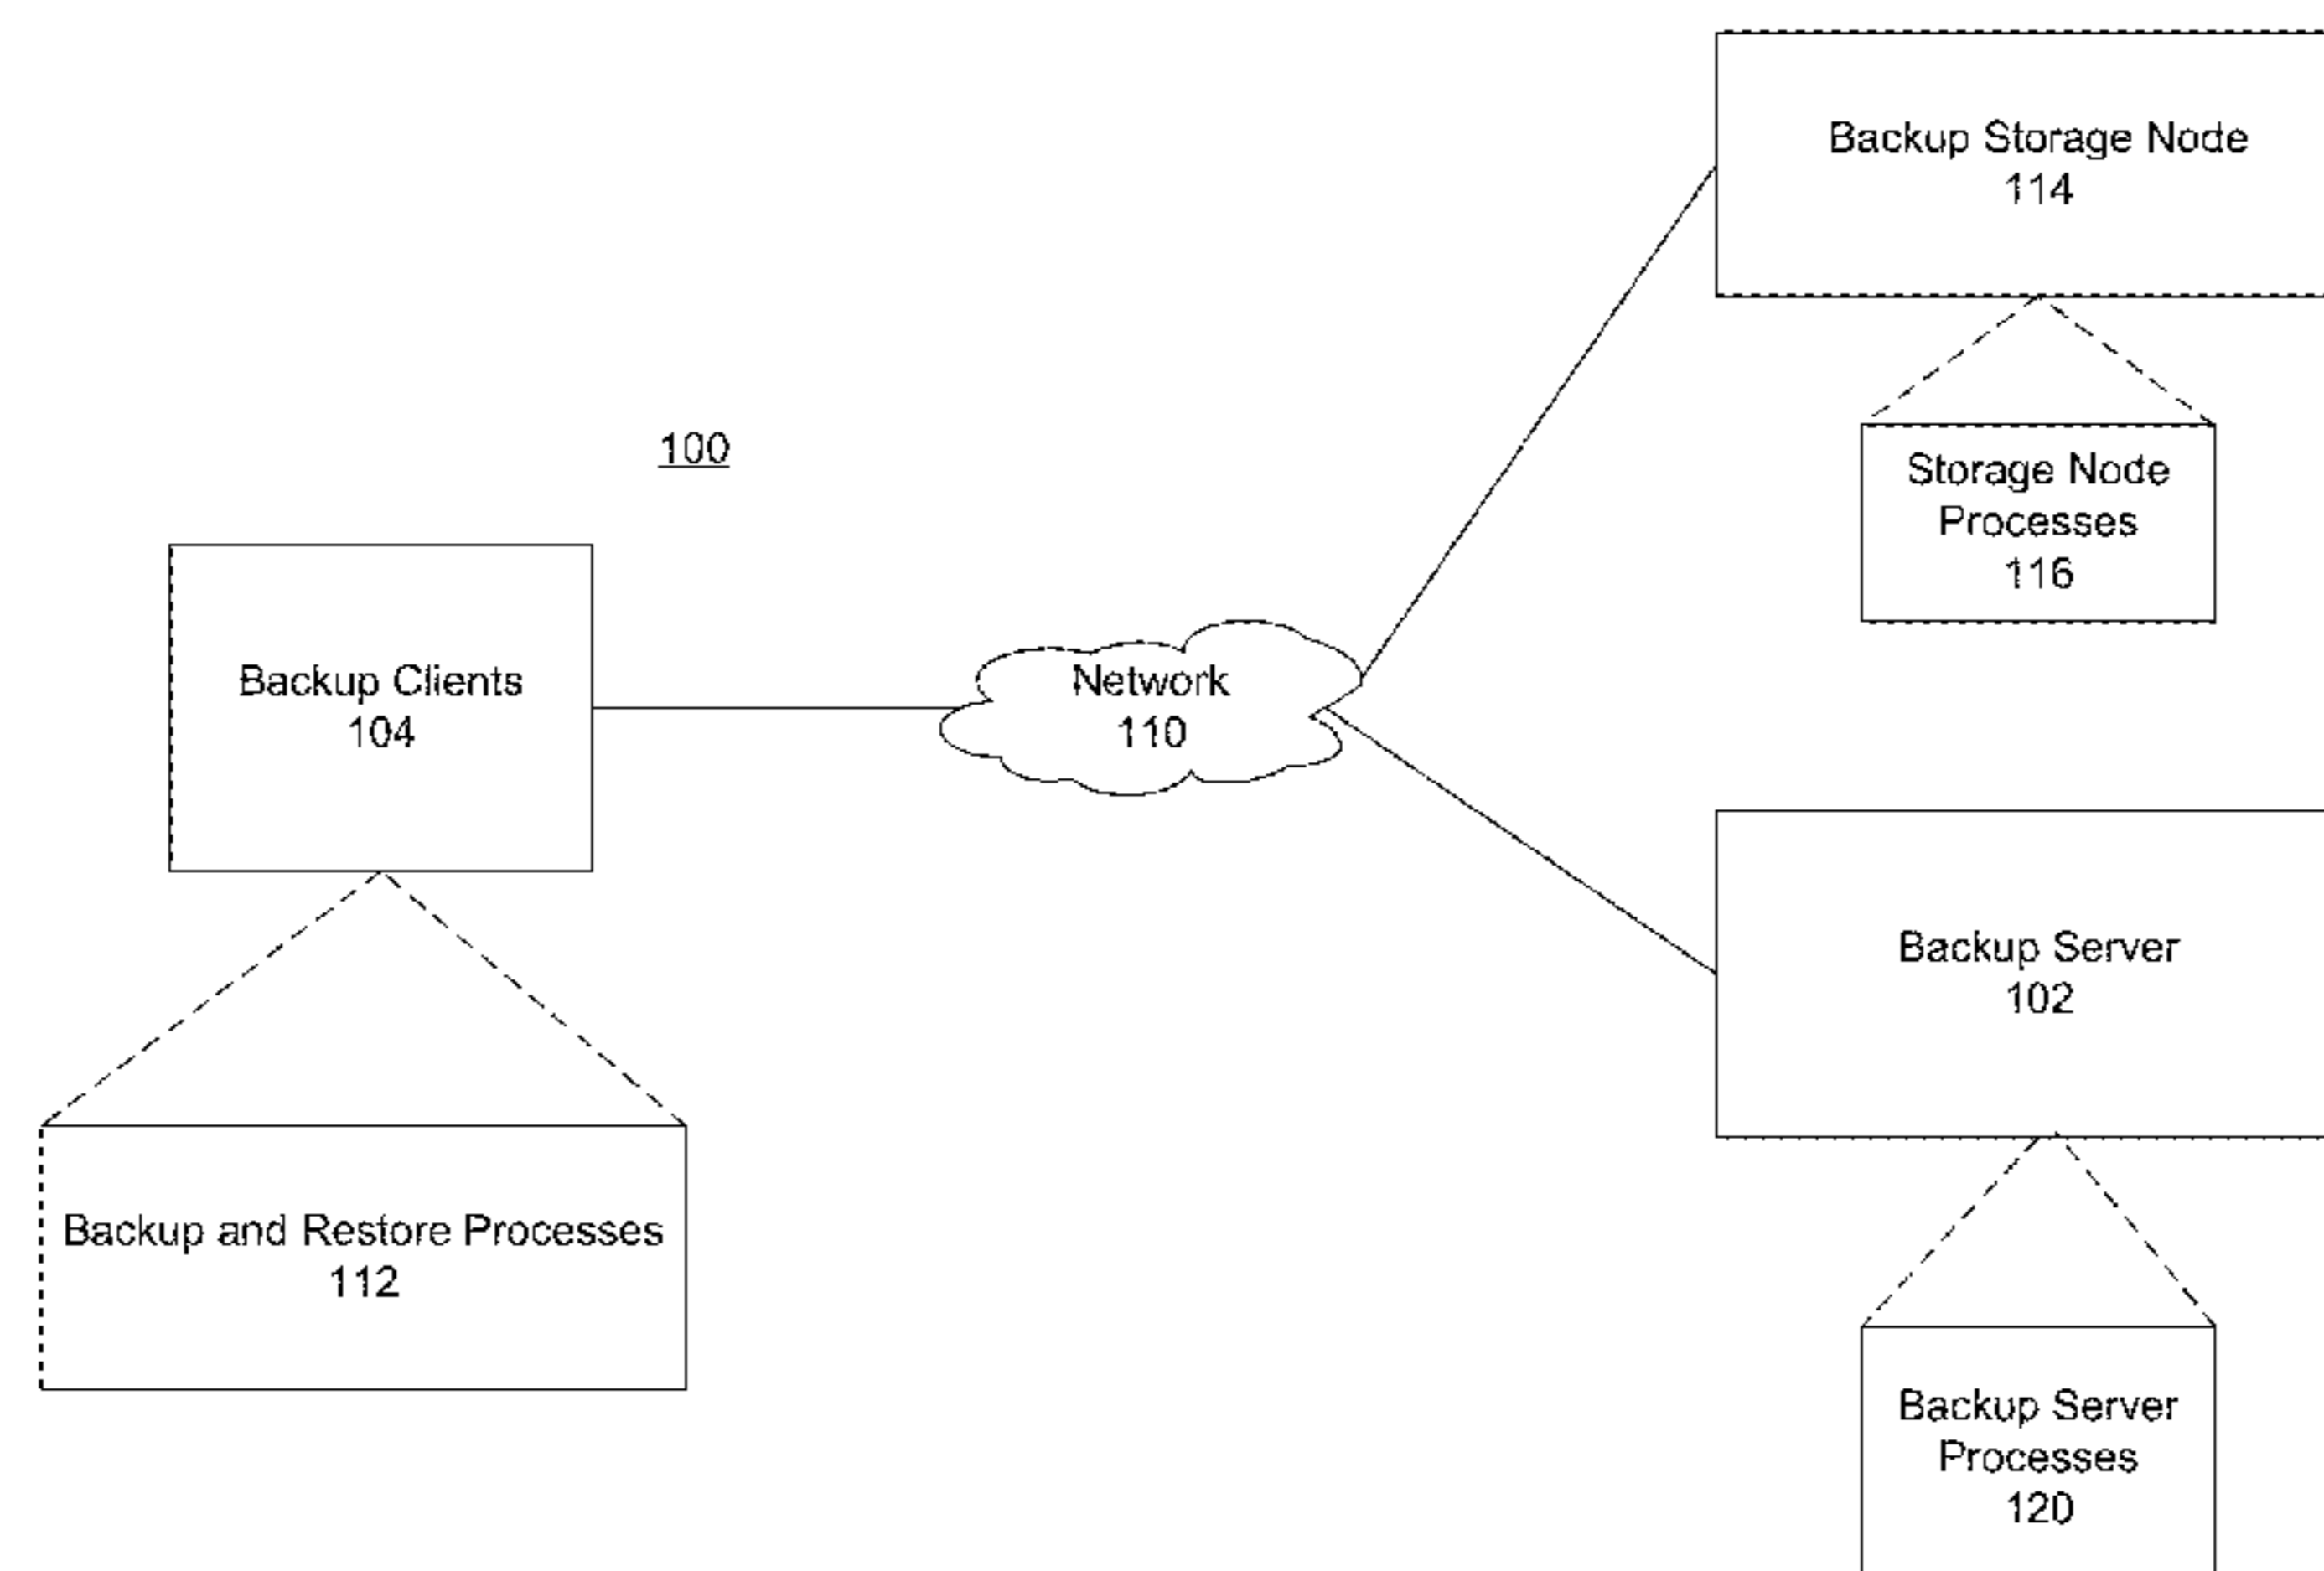 Backup Storage Node
114
Storage Node
Processes
116
100
Backup Clients
104
Network
110
Backup Server
102
Backup and Restore Processes
112
Backup Server
Processes
120